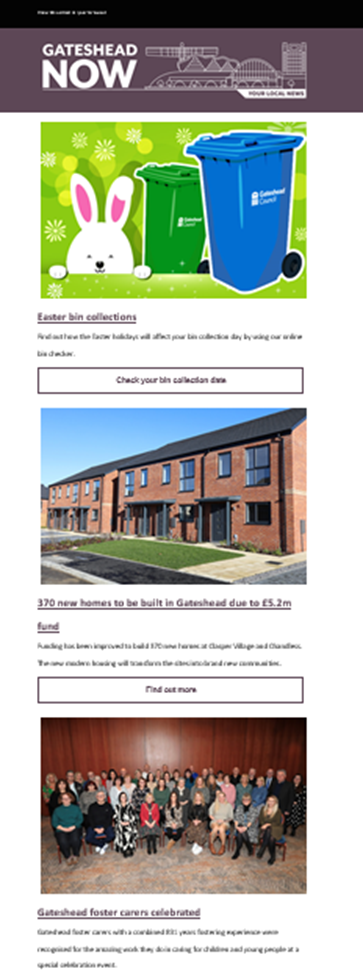 View this email in your browser
GATESHEAD
NOW
YOUR LOCAL NEWS
Gateshead
Council
Gateshead
Council
Easter bin collections
Find out how the Easter holidays will affect your bin collection day by using our online
bin checker.
Check your bin collection date
370 new homes to be built in Gateshead due to £5.2m
fund
Funding has been improved to build 370 new homes at Clasper Village and Chandless.
The new modern housing will transform the sites into brand new communities.
Find out more
Gateshead foster carers celebrated
Gateshead foster carers with a combined 891 years fostering experience were
recognised for the amazing work they do in caring for children and young people at a
special celebration event.